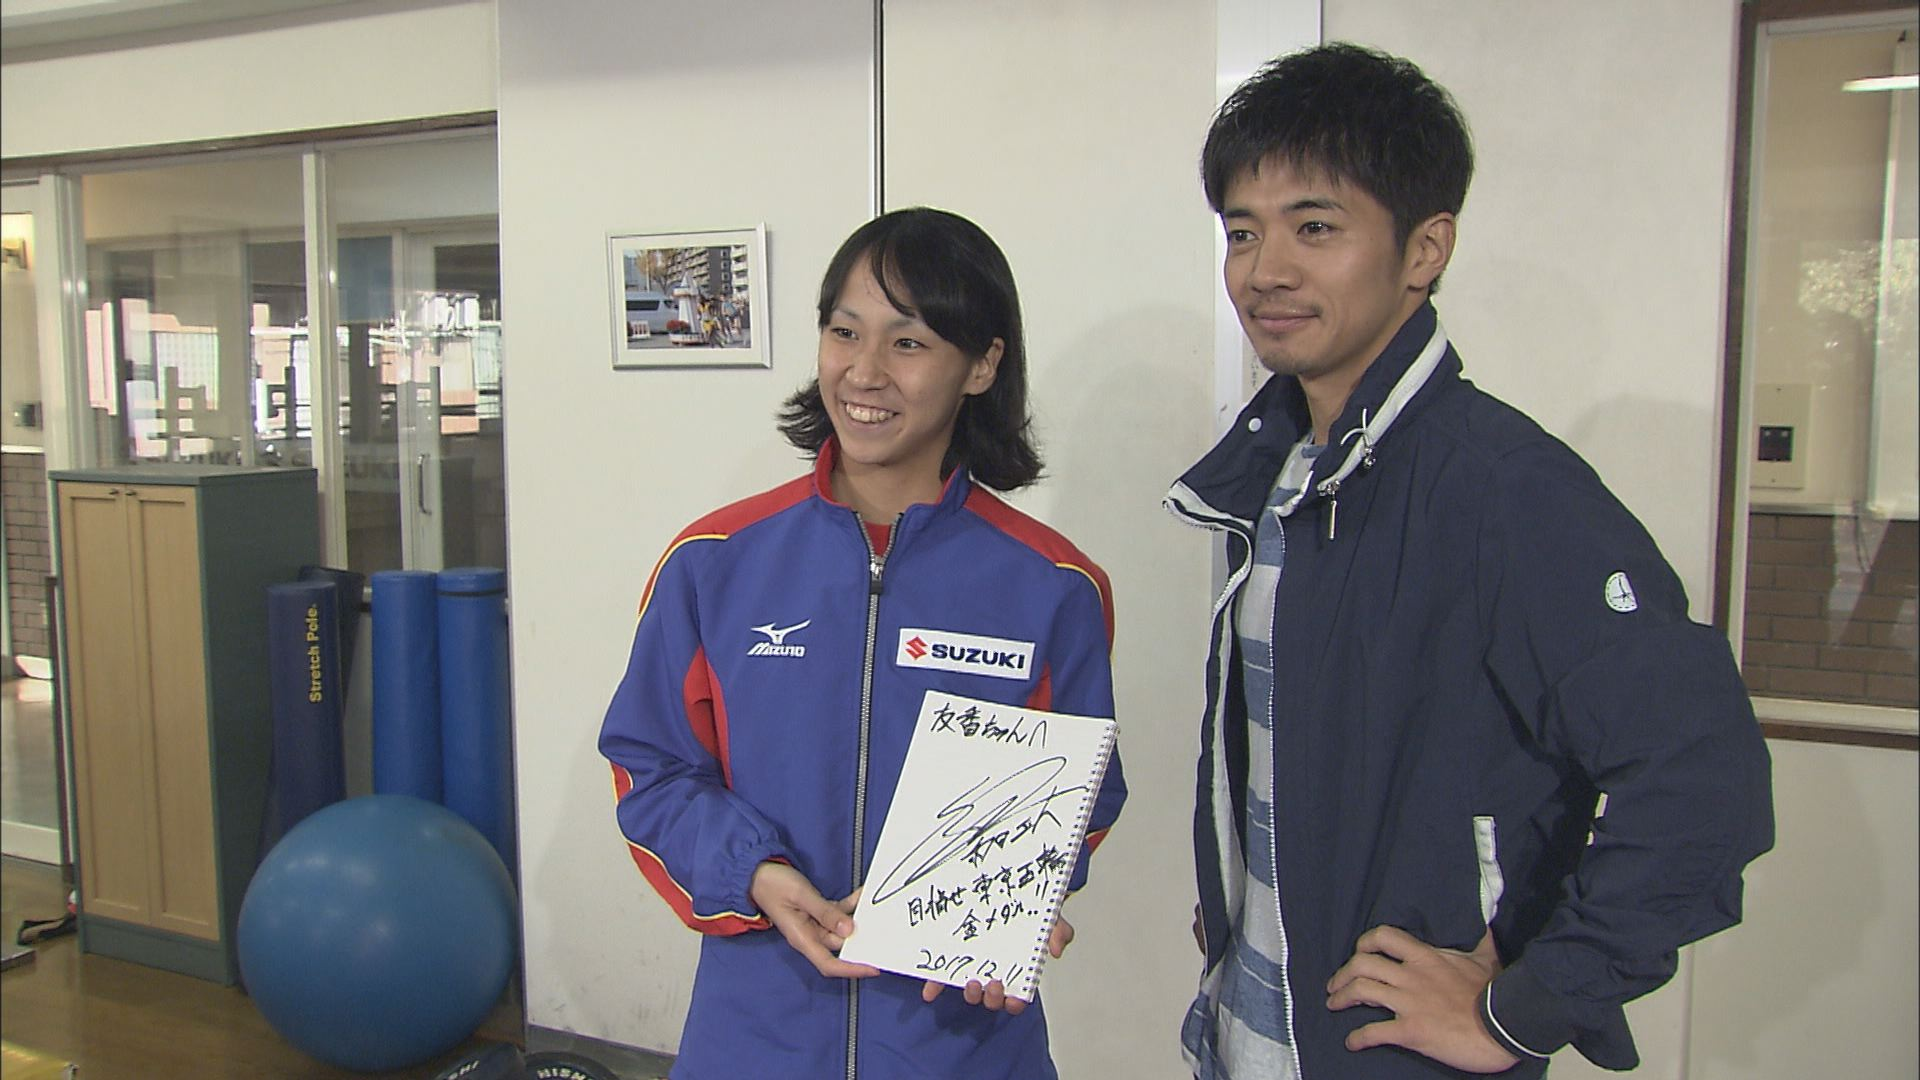 SUZUKI
Stretch Pole.
MIZUNO
SUZUKI
友香ちゃんへ
目指せ東京五輪
金メダル!!
2017.12.11